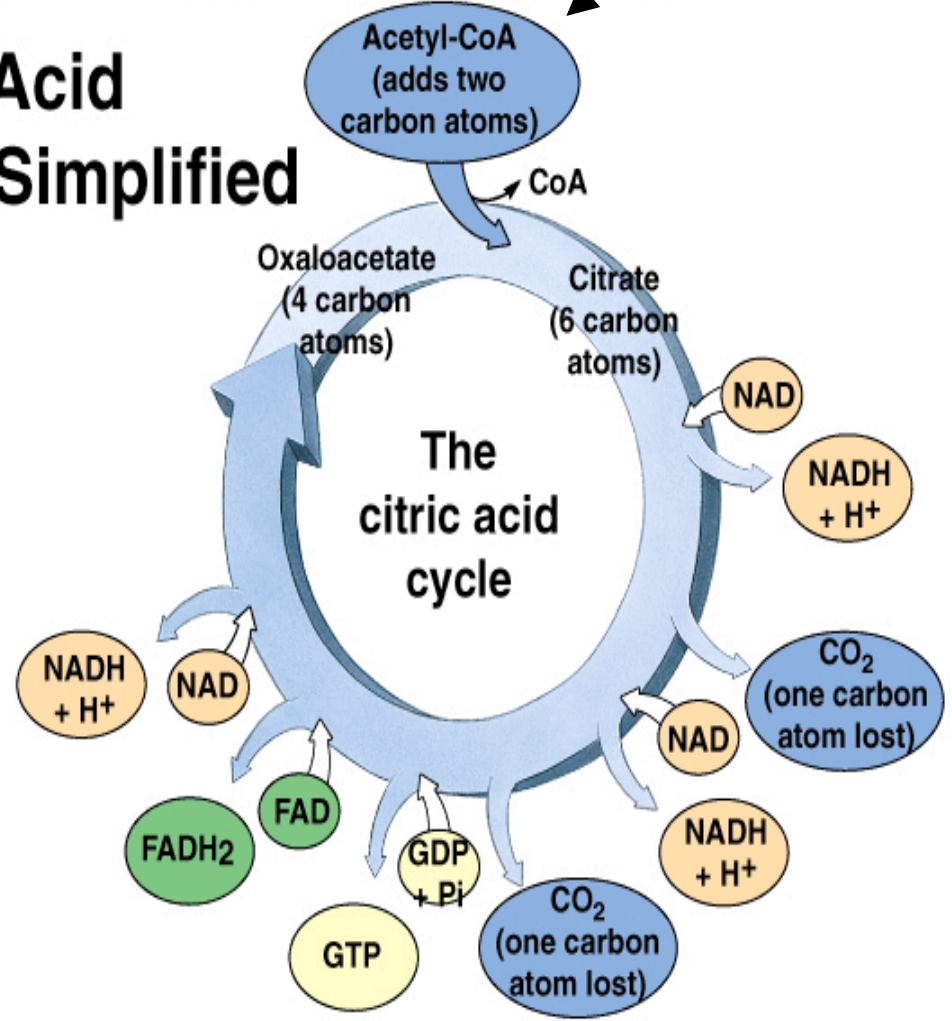 Acid
Simplified
Acetyl-CoA
(adds two
carbon atoms)
CoA
Oxaloacetate
(4 carbon
atoms)
Citrate
(6 carbon
atoms)
The
citric acid
cycle
NAD
NADH
+ H+
CO2
(one carbon
atom lost)
NAD
NADH
+ H+
CO2
(one carbon
atom lost)
GDP
+ Pi
GTP
FAD
FADH2
NAD
NADH
+ H+